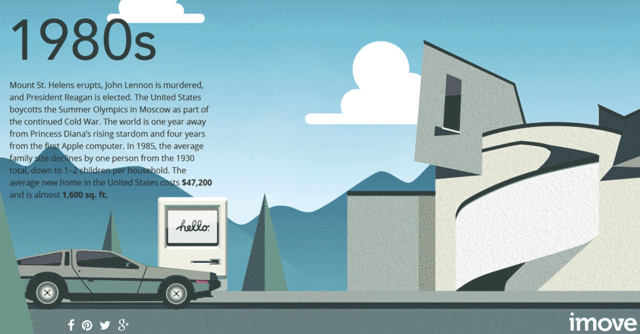 1980s
Mount St. Helens erupts, John Lennon is murdered,
and President Reagan is elected. The United States
boycotts the Summer Olympics in Moscow as part of
the continued Cold War. The world is one year away
from Princess Diana's rising stardom and four years
from the first Apple computer. In 1985, the average
family size declines by one person from the 1930
total, down to 1–2 children per household. The
average new home in the United States costs $47,200
and is almost 1,600 sq. ft.
hello.
imove